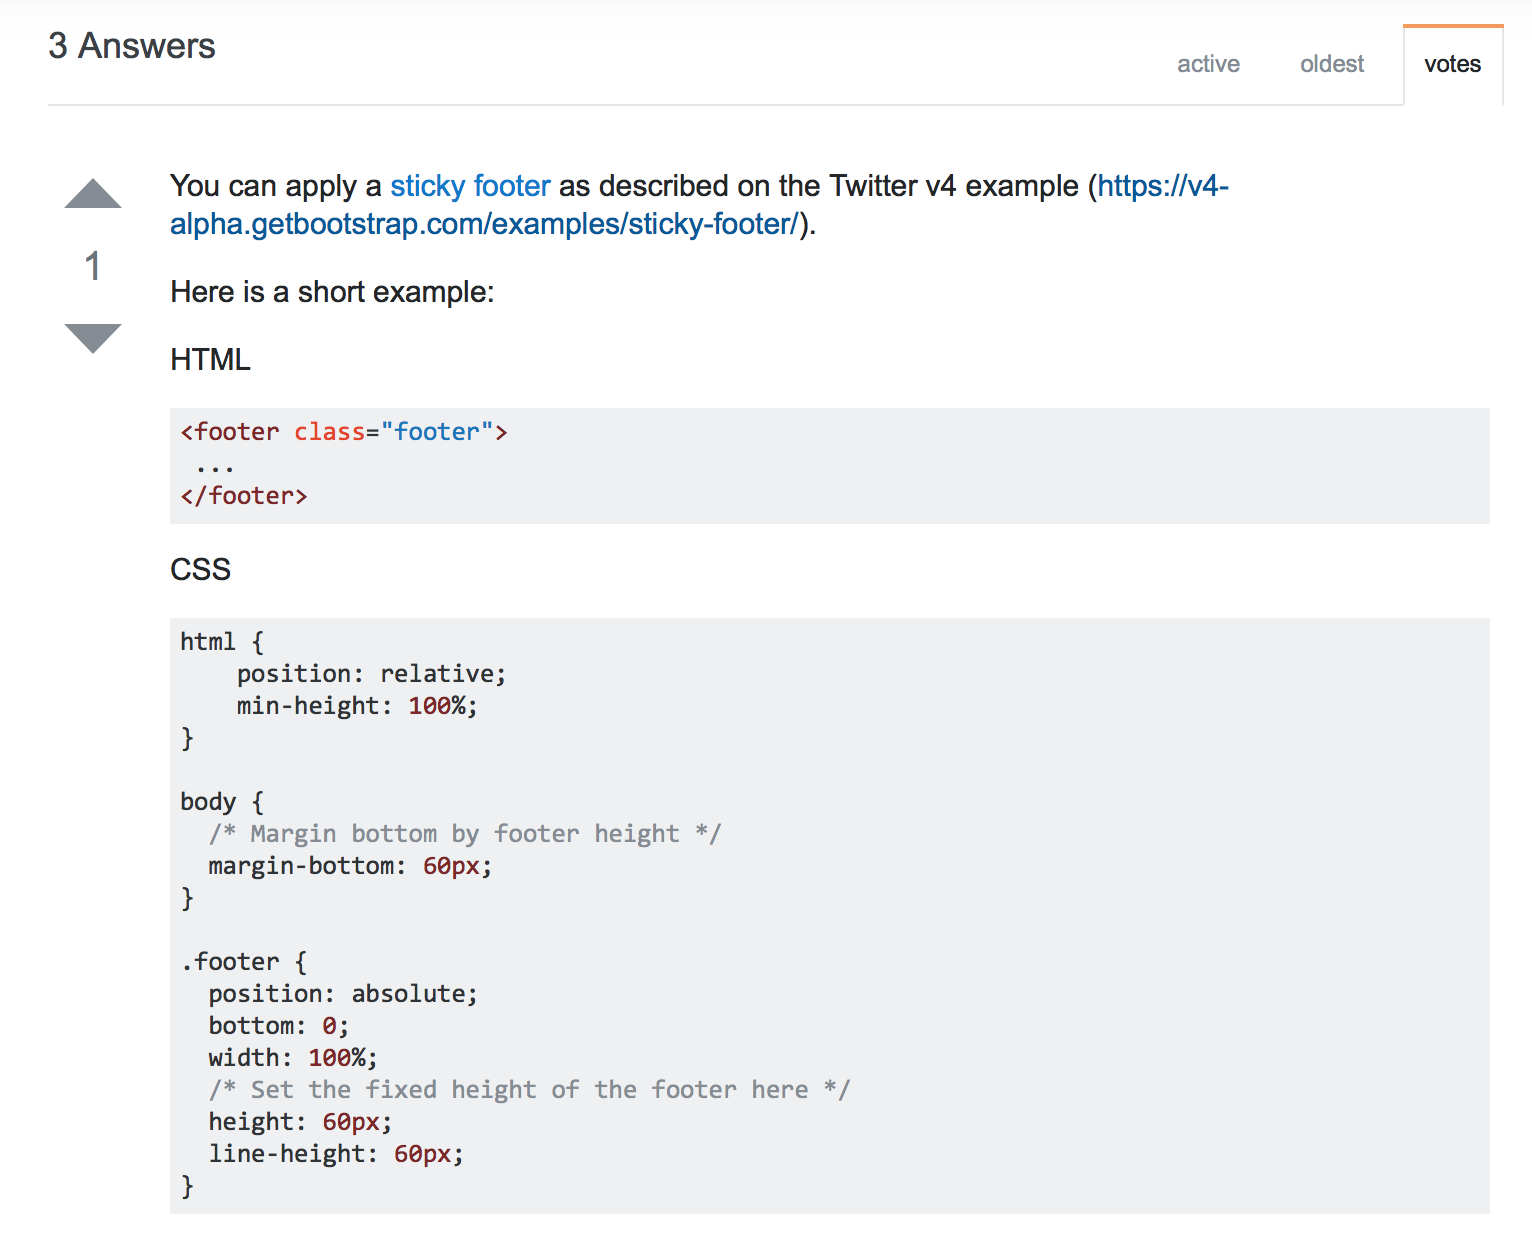 3 Answers
active oldest votes
You can apply a sticky footer as described on the Twitter v4 example (https://v4-
alpha.getbootstrap.com/examples/sticky-footer/).
1
Here is a short example:
HTML
<footer class="footer">
 ...
</footer>
CSS
html {
    position: relative;
    min-height: 100%;
}
body {
  /* Margin bottom by footer height */
  margin-bottom: 60px;
}
.footer {
  position: absolute;
  bottom: 0;
  width: 100%;
  /* Set the fixed height of the footer here */
  height: 60px;
  line-height: 60px;
}